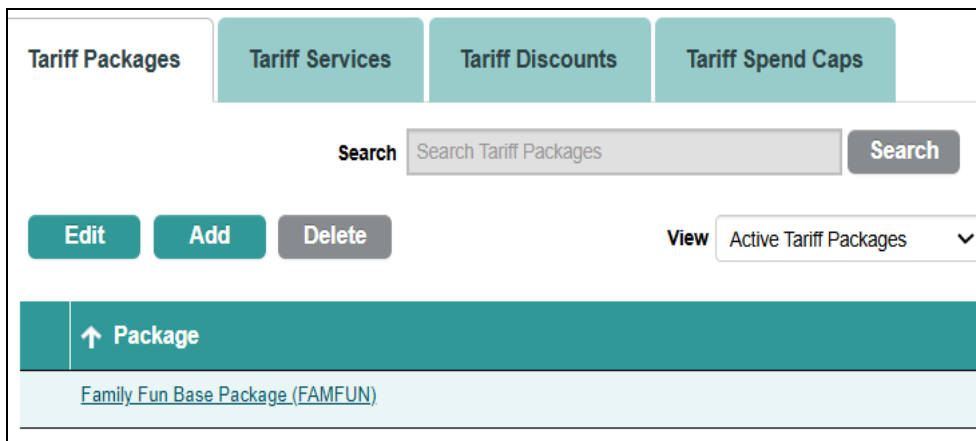 Tariff Packages Tariff Services Tariff Discounts Tariff Spend Caps
Search Search Tariff Packages Search
Edit Add Delete View Active Tariff Packages
Package
Family Fun Base Package (FAMFUN)